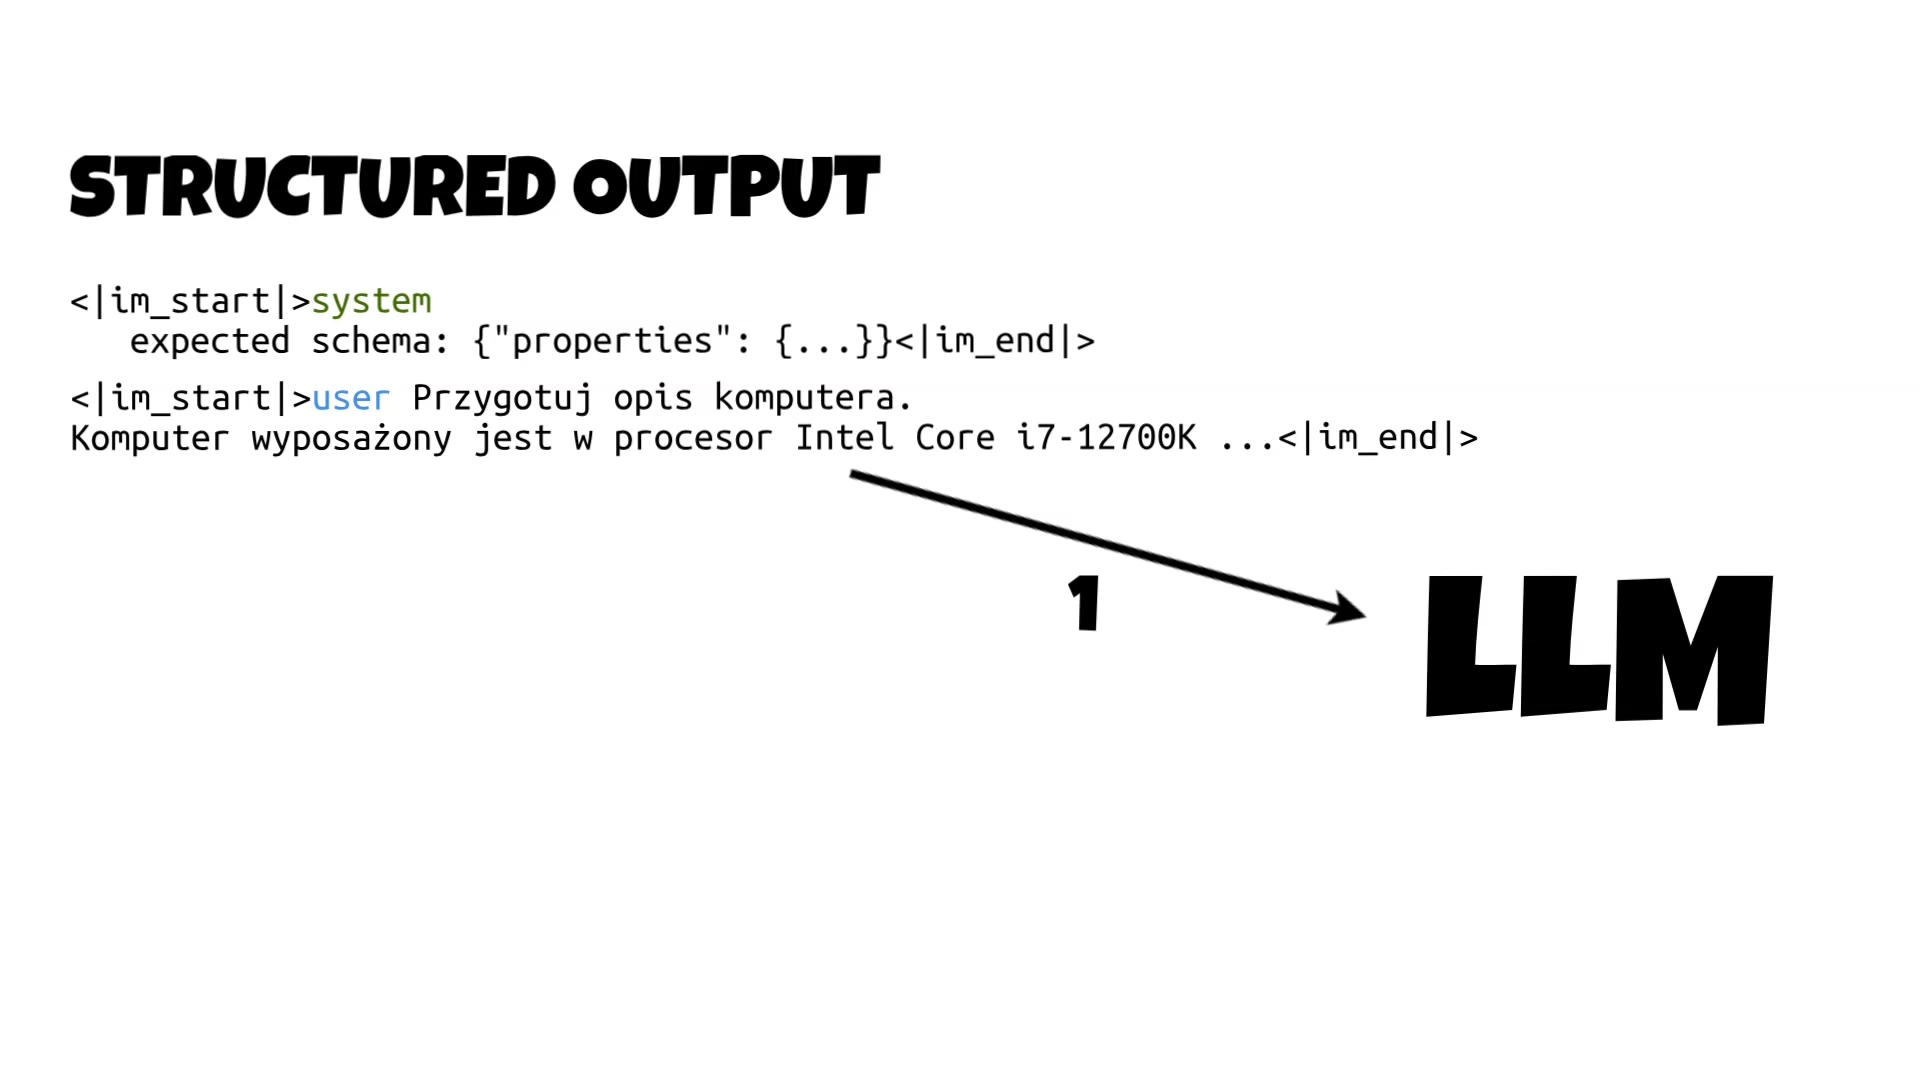 STRUCTURED OUTPUT
<|im_start|>system
expected schema: {"properties": {...}}<|im_end|>
<|im_start|>user Przygotuj opis komputera.
Komputer wyposażony jest w procesor Intel Core i7-12700K ...<|im_end|>
1
LLM